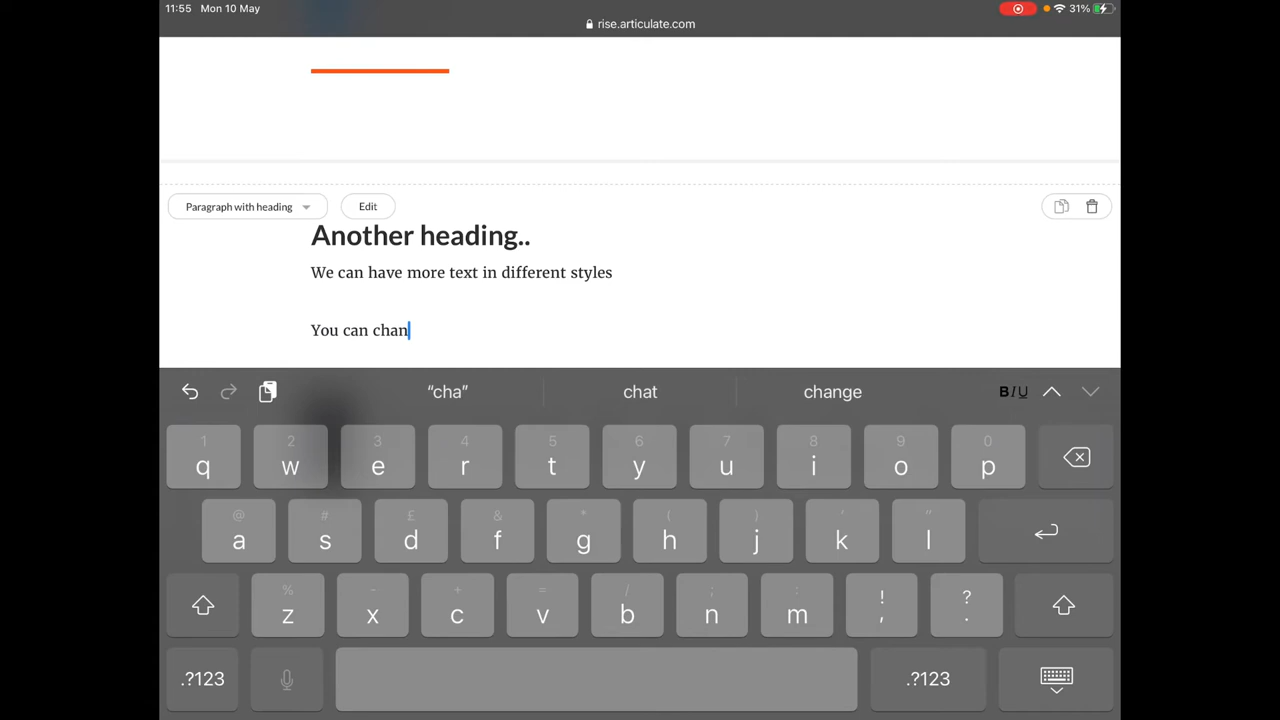 11:55 Mon 10 May 31%
rise.articulate.com
Paragraph with heading Edit
Another heading..
We can have more text in different styles
You can chan
“cha” chat change BIU
1 2 3 4 5 6 7 8 9 0
q w e r t y u i o p
@ # £ & * ( ) ' "
a s d f g h j k l
% - + = / ; : ! ?
z x c v b n m , .
.?123 .?123